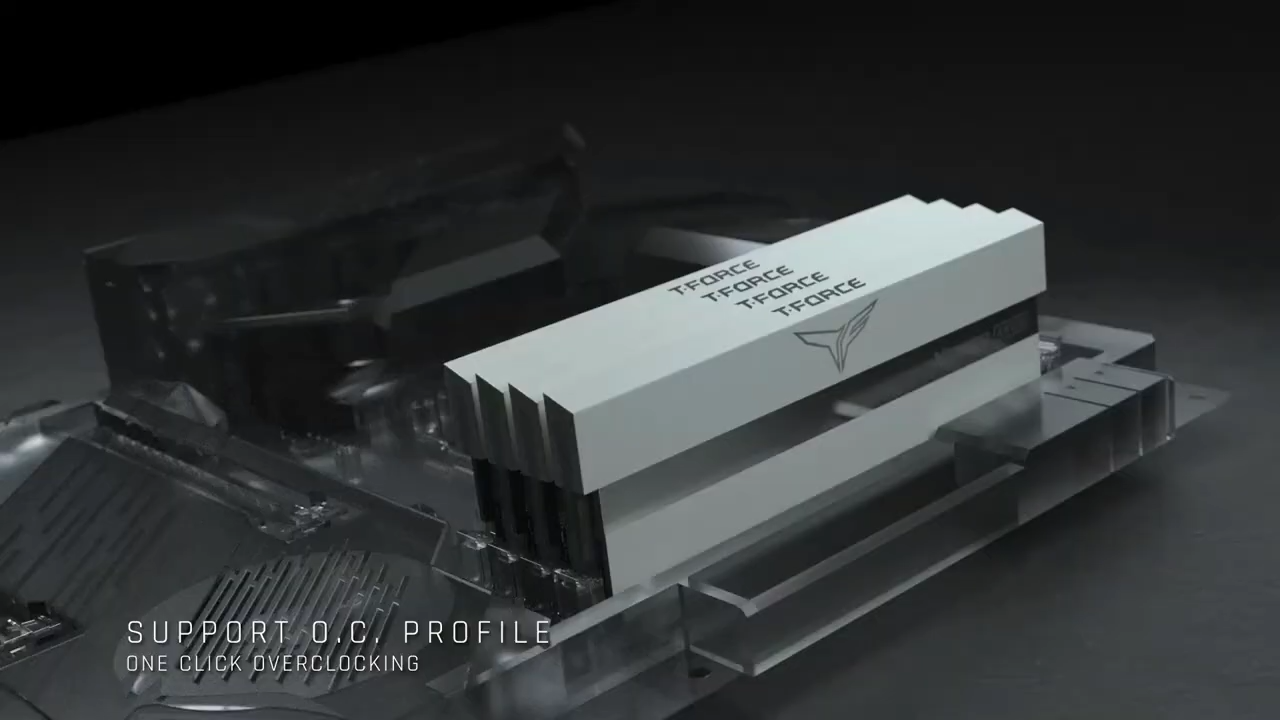 T-FORCE
T-FORCE
T-FORCE
T-FORCE
SUPPORT O.C. PROFILE
ONE CLICK OVERCLOCKING